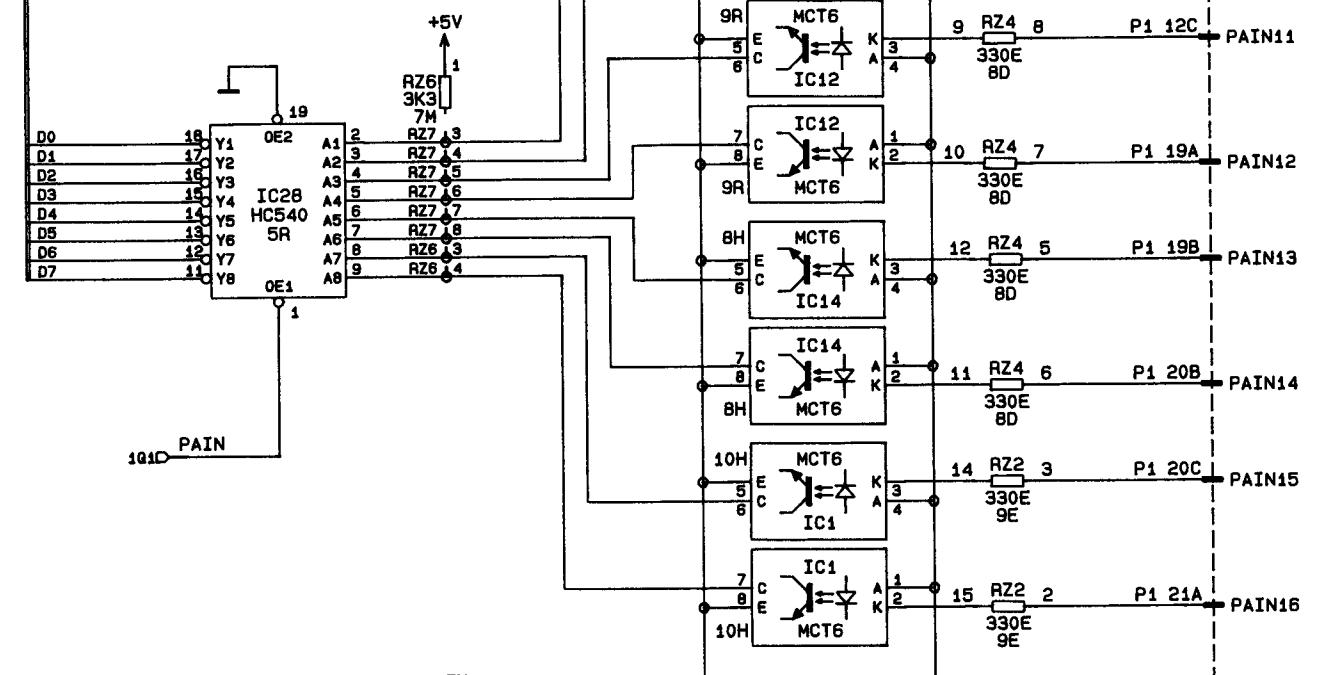 +5V
1
RZ6
3K3
7M
19
OE2
D0 18 Y1 A1 2 RZ7 3
D1 17 Y2 A2 3 RZ7 4
D2 16 Y3 A3 4 RZ7 5
D3 15 Y4 A4 5 RZ7 6
D4 14 Y5 A5 6 RZ7 7
D5 13 Y6 A6 7 RZ7 8
D6 12 Y7 A7 8 RZ6 3
D7 11 Y8 A8 9 RZ6 4
IC28
HC540
5R
OE1
1
PAIN
1Q1
9R MCT6
E K 9 RZ4 8 P1 12C PAIN11
5 3
C A
6 4
IC12
330E
8D
IC12
7 C A 1
8 E K 2 10 RZ4 7 P1 19A PAIN12
9R MCT6
330E
8D
8H MCT6
E K 12 RZ4 5 P1 19B PAIN13
5 3
C A
6 4
IC14
330E
8D
IC14
7 C A 1
8 E K 2 11 RZ4 6 P1 20B PAIN14
8H MCT6
330E
8D
10H MCT6
E K 14 RZ2 3 P1 20C PAIN15
5 3
C A
6 4
IC1
330E
9E
IC1
7 C A 1
8 E K 2 15 RZ2 2 P1 21A PAIN16
10H MCT6
330E
9E